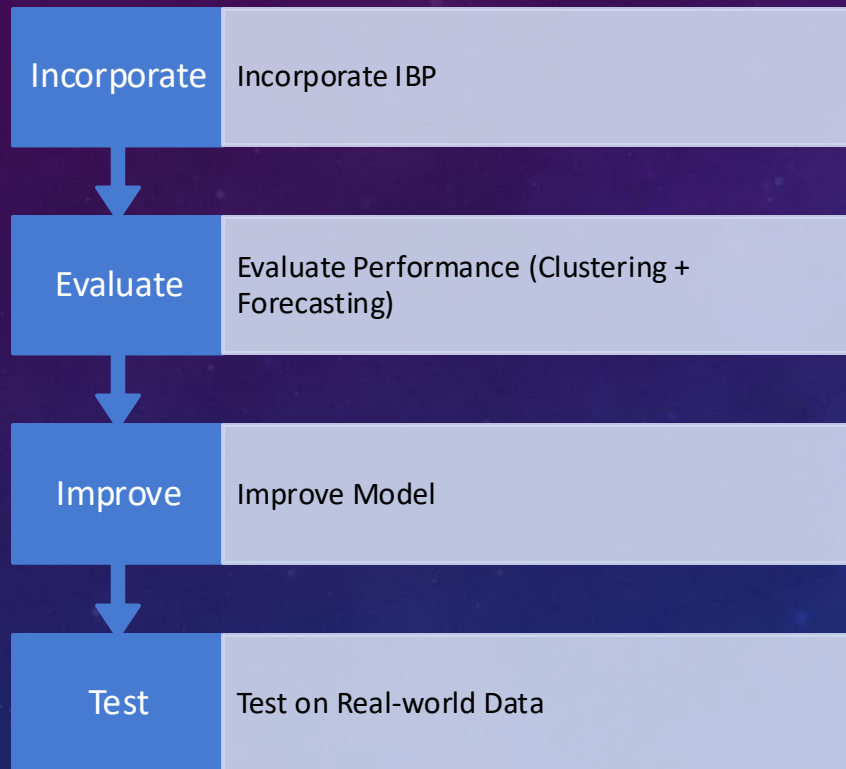 Incorporate
Incorporate IBP
Evaluate
Evaluate Performance (Clustering +
Forecasting)
Improve
Improve Model
Test
Test on Real-world Data